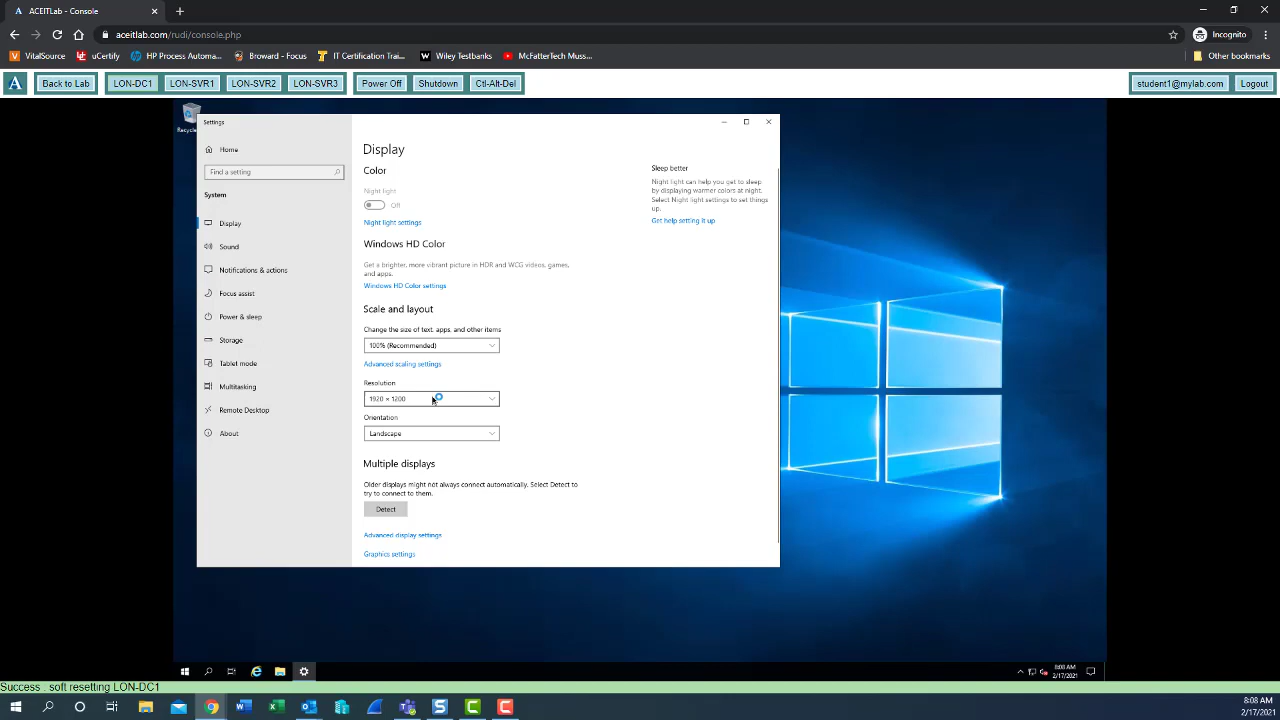 ACEITLab - Console
aceitlab.com/rudi/console.php
Incognito
VitalSource
uCertify
HP Process Automa...
Broward - Focus
IT Certification Trai...
Wiley Testbanks
McFatterTech Muss...
Other bookmarks
Back to Lab
LON-DC1
LON-SVR1
LON-SVR2
LON-SVR3
Power Off
Shutdown
Ctl-Alt-Del
student1@mylab.com
Logout
Settings
Home
Find a setting
System
Display
Sound
Notifications & actions
Focus assist
Power & sleep
Storage
Tablet mode
Multitasking
Remote Desktop
About
Display
Color
Night light
Off
Night light settings
Windows HD Color
Get a brighter, more vibrant picture in HDR and WCG videos, games,
and apps.
Windows HD Color settings
Scale and layout
Change the size of text, apps, and other items
100% (Recommended)
Advanced scaling settings
Resolution
1920 × 1200
Orientation
Landscape
Multiple displays
Older displays might not always connect automatically. Select Detect to
try to connect to them.
Detect
Advanced display settings
Graphics settings
Sleep better
Night light can help you get to sleep
by displaying warmer colors at night.
Select Night light settings to set things
up.
Get help setting it up
8:08 AM
2/17/2021
Success . soft resetting LON-DC1
8:08 AM
2/17/2021